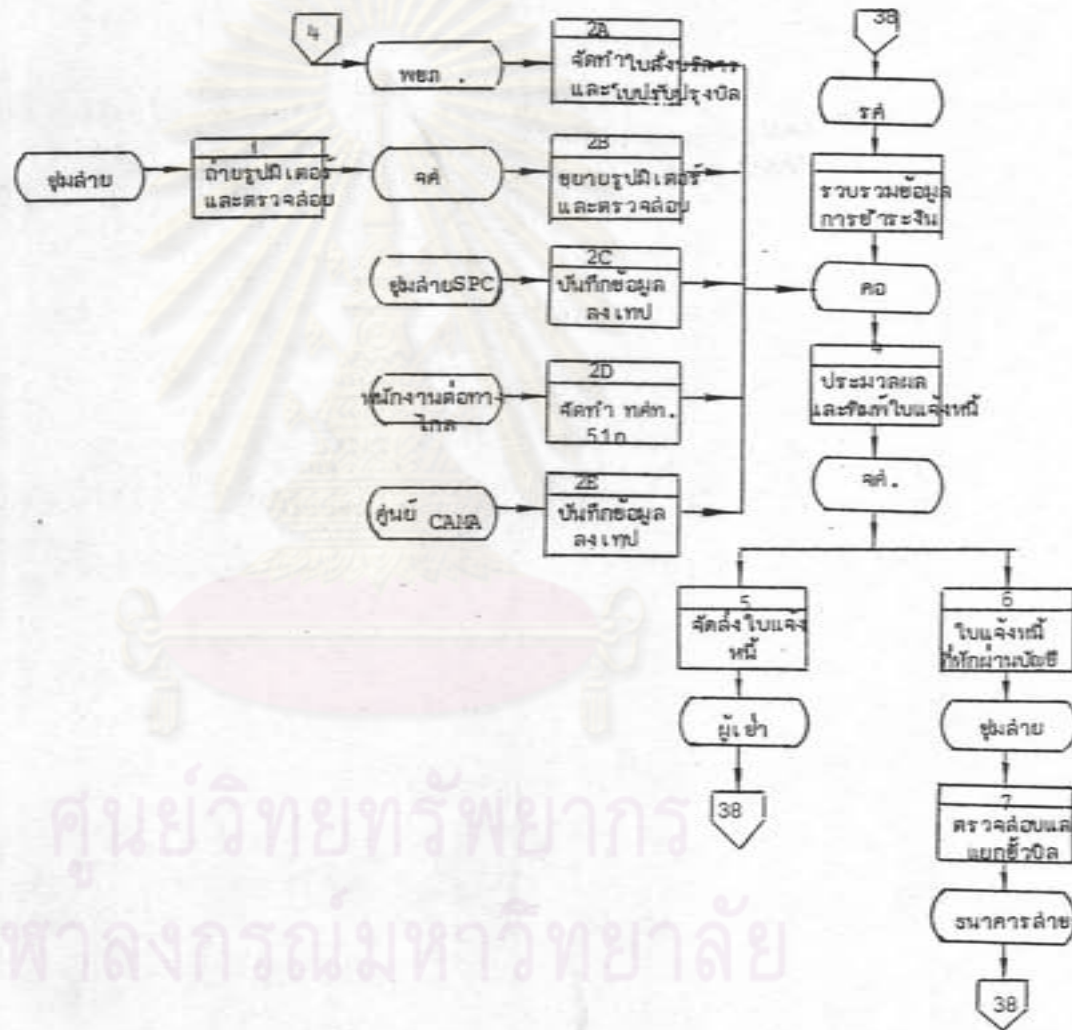 4
พยภ .
2A
จัดทำใบสั่งบริการ
และใบปรับปรุงบิล
ชุมสาย
1
ถ่ายรูปมิเตอร์
และตรวจสอบ
จศ
2B
ขยายรูปมิเตอร์
และตรวจสอบ
ชุมสายSPC
2C
บันทึกข้อมูล
ลงเทป
พนักงานต่อทาง
ไกล
2D
จัดทำ ทศท.
51ก
ศูนย์ CAMA
2E
บันทึกข้อมูล
ลงเทป
38
รศ
รวบรวมข้อมูล
การชำระงิน
คอ
4
ประมวลผล
และพิมพ์ใบแจ้งหนี้
จศ.
5
จัดส่งใบแจ้ง
หนี้
ผู้เช่า
38
6
ใบแจ้งหนี้
ที่หักผ่านบัญชี
ชุมสาย
7
ตรวจสอบแล
แยกขั้วบิล
ธนาคารสาย
38
ศูนย์วิทยทรัพยากร
ฬาลงกรณ์มหาวิทยาลัย